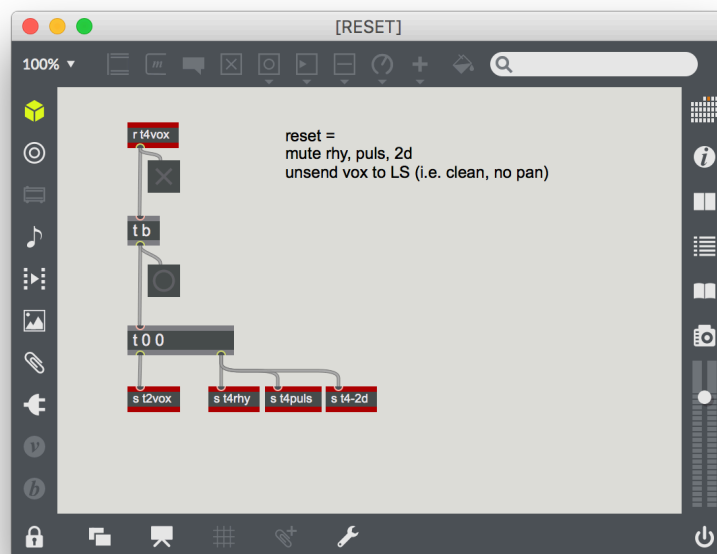 [RESET]
100%
r t4vox
reset =
mute rhy, puls, 2d
unsend vox to LS (i.e. clean, no pan)
t b
t 0 0
s t2vox
s t4rhy
s t4puls
s t4-2d